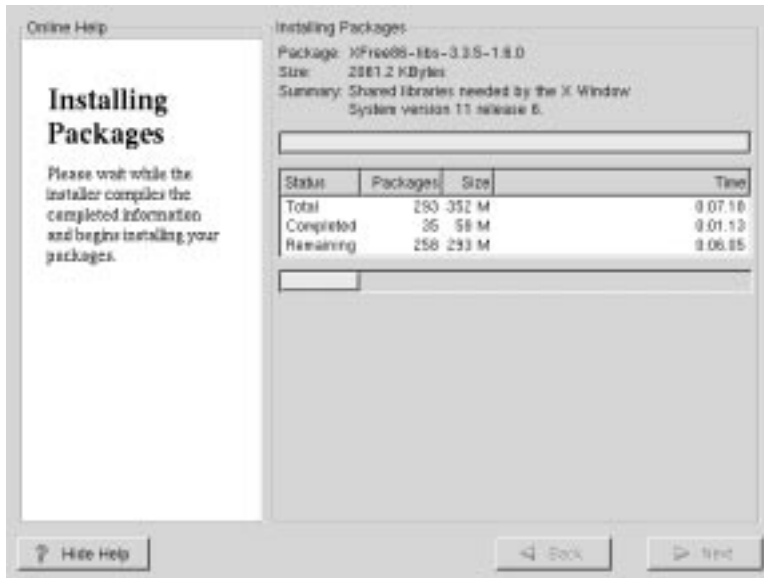 Online Help
Installing
Packages
Please wait while the
installer compiles the
completed information
and begins installing your
packages.
Installing Packages
Package: XFree86-libs-3.3.5-1.6.0
Size: 2081.2 KBytes
Summary: Shared libraries needed by the X Window
System version 11 release 6.
Status Packages Size Time
Total 293 352 M 0:07.18
Completed 35 59 M 0:01.13
Remaining 258 293 M 0:06.05
? Hide Help
Back
Next